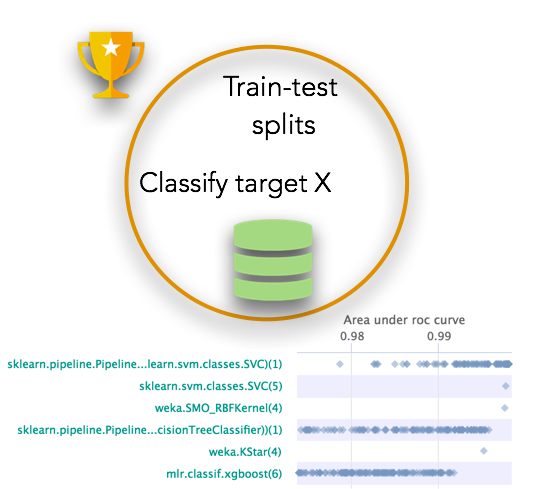 Train-test
splits
Classify target X
Area under roc curve
0.98 0.99
sklearn.pipeline.Pipeline...learn.svm.classes.SVC)(1)
sklearn.svm.classes.SVC(5)
weka.SMO_RBFKernel(4)
sklearn.pipeline.Pipeline...cisionTreeClassifier))(1)
weka.KStar(4)
mlr.classif.xgboost(6)